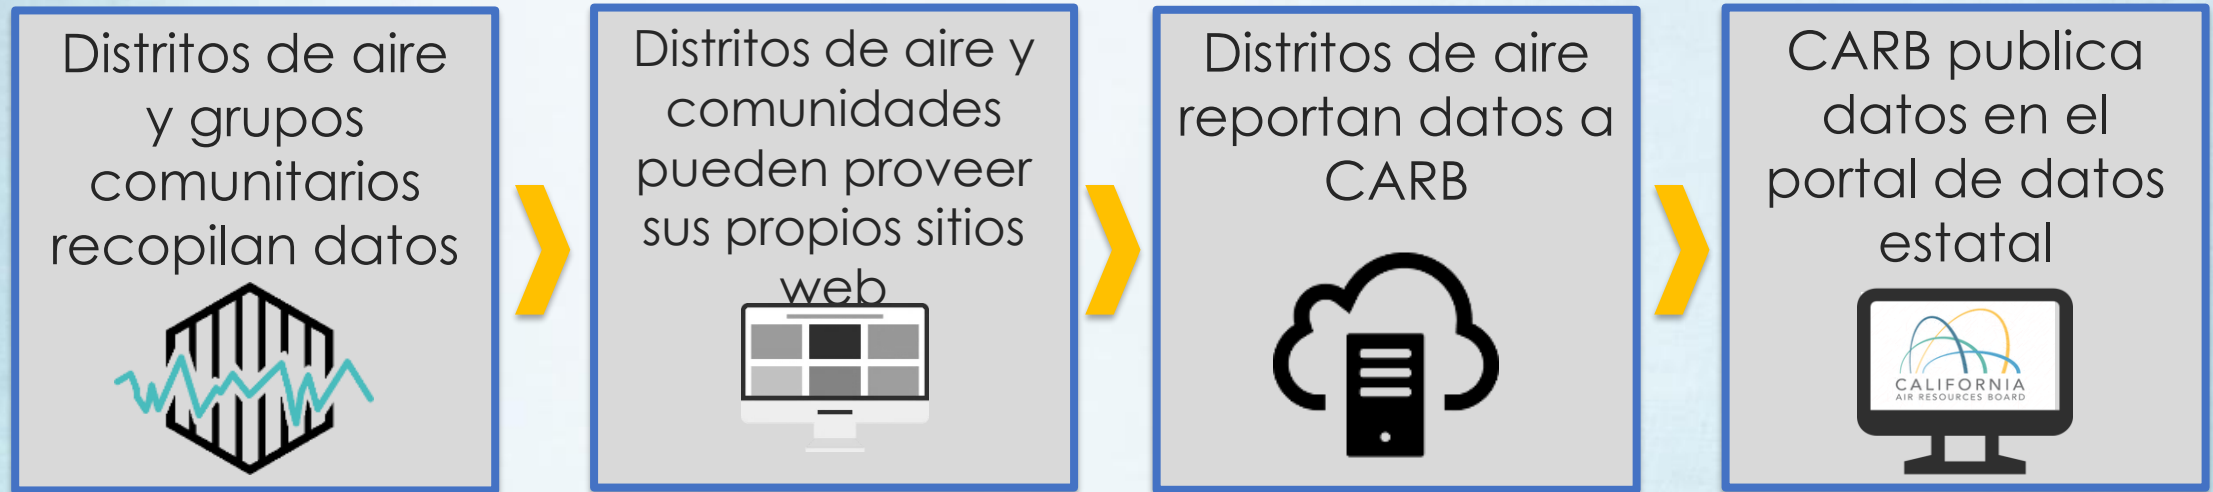 Distritos de aire
y grupos
comunitarios
recopilan datos
Distritos de aire y
comunidades
pueden proveer
sus propios sitios
web
Distritos de aire
reportan datos a
CARB
CARB publica
datos en el
portal de datos
estatal
CALIFORNIA
AIR RESOURCES BOARD